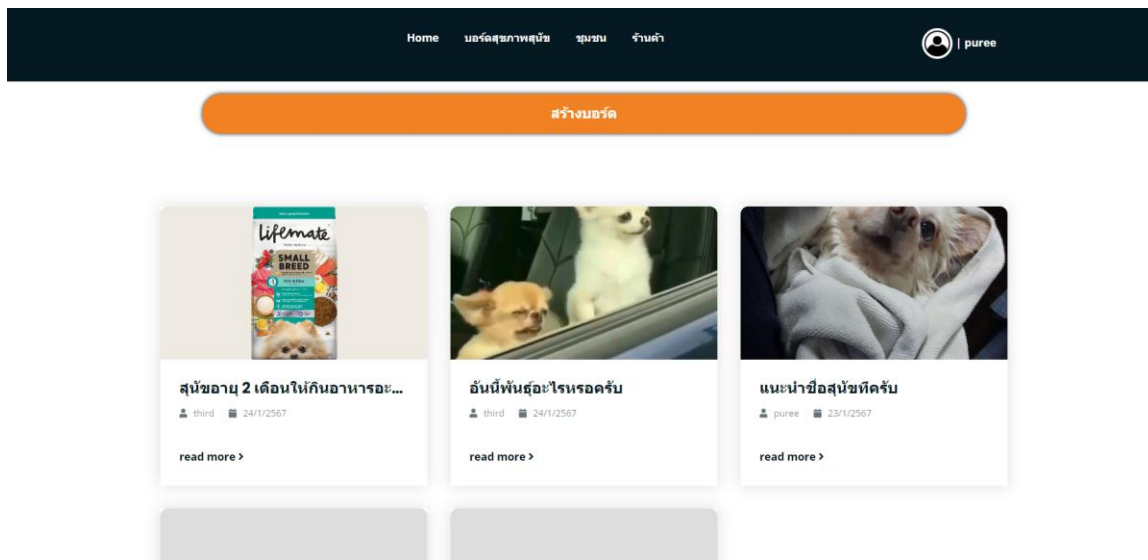 Home บอร์ดสุขภาพสุนัข ชุมชน ร้านค้า | puree
สร้างบอร์ด
Lifemate
SMALL
BREED
สุนัขอายุ 2 เดือนให้กินอาหารอะ...
อันนี้พันธุ์อะไรหรอครับ
แนะนำชื่อสุนัขทีครับ
third 24/1/2567
third 24/1/2567
puree 23/1/2567
read more >
read more >
read more >